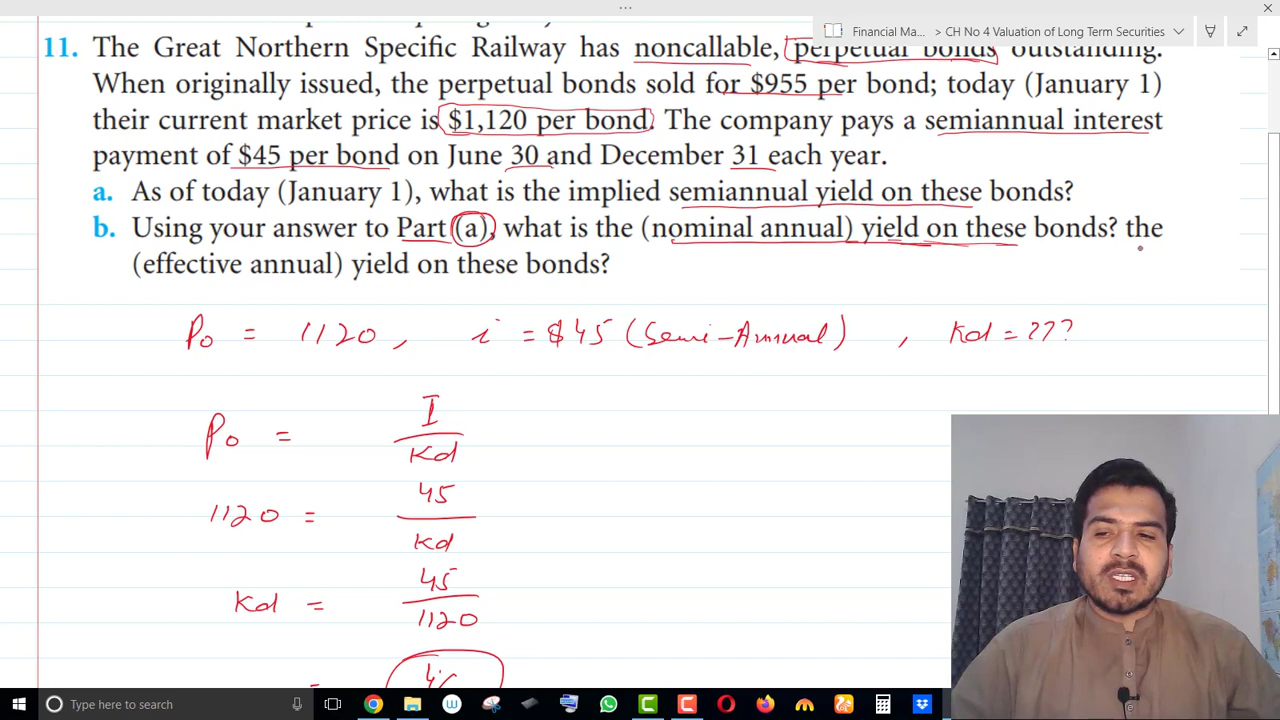 Financial Ma... > CH No 4 Valuation of Long Term Securities
11. The Great Northern Specific Railway has noncallable, perpetual bonds outstanding.
When originally issued, the perpetual bonds sold for $955 per bond; today (January 1)
their current market price is $1,120 per bond. The company pays a semiannual interest
payment of $45 per bond on June 30 and December 31 each year.
a. As of today (January 1), what is the implied semiannual yield on these bonds?
b. Using your answer to Part (a), what is the (nominal annual) yield on these bonds? the
(effective annual) yield on these bonds?
Po = 1120, i = $45 (Semi-Annual), Kd = ???
Po = I
Kd
1120 = 45
Kd
Kd = 45
1120
=
Type here to search